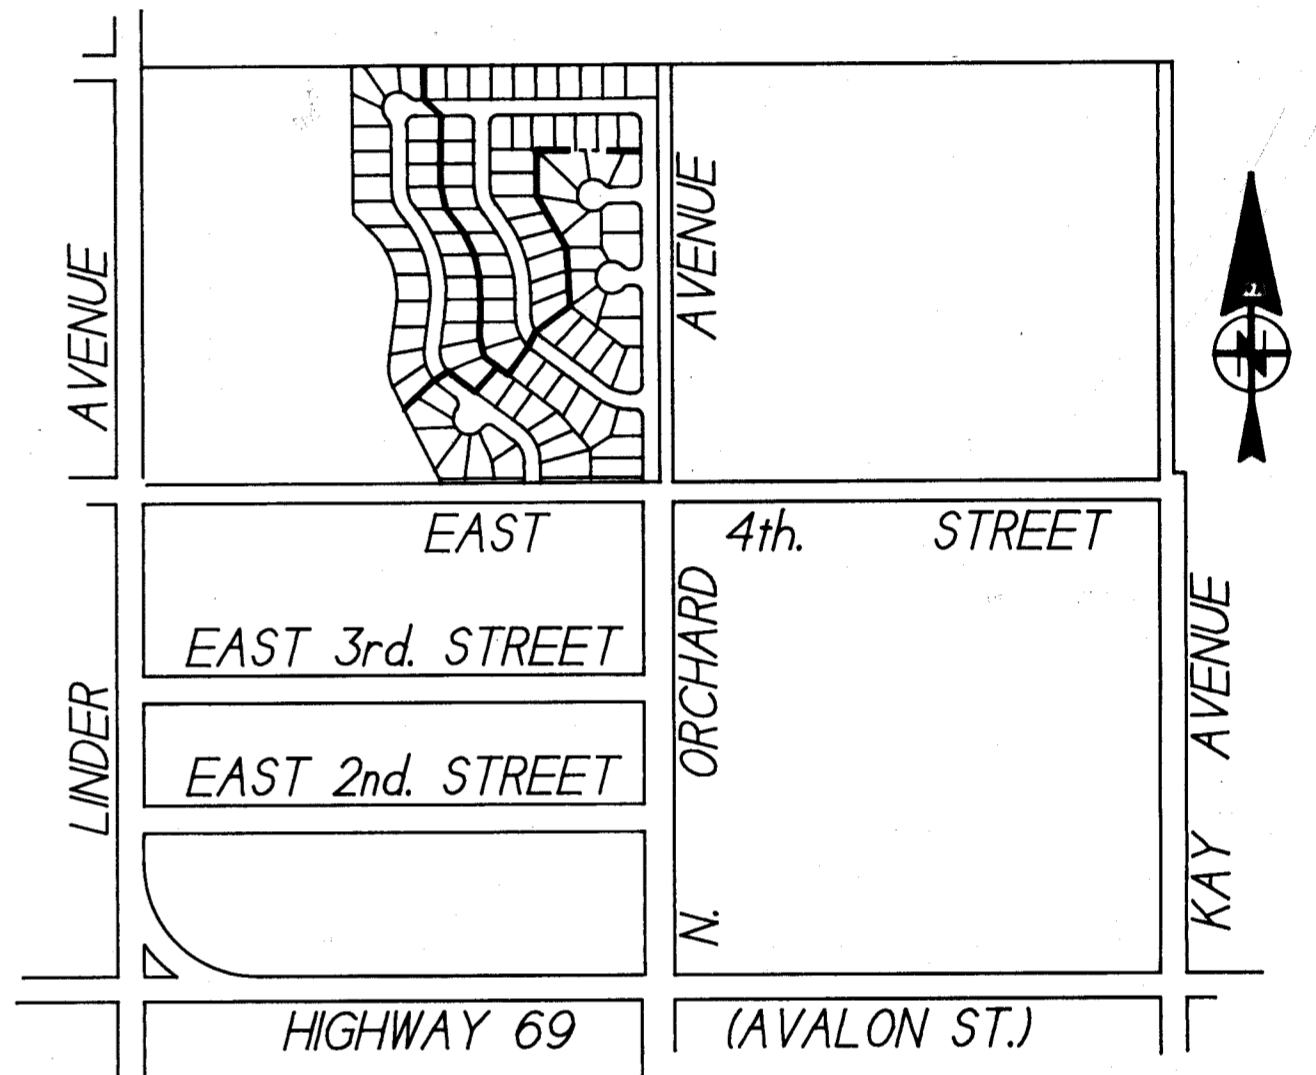 LINDER AVENUE
N. ORCHARD AVENUE
KAY AVENUE
EAST 4th. STREET
EAST 3rd. STREET
EAST 2nd. STREET
HIGHWAY 69 (AVALON ST.)
N